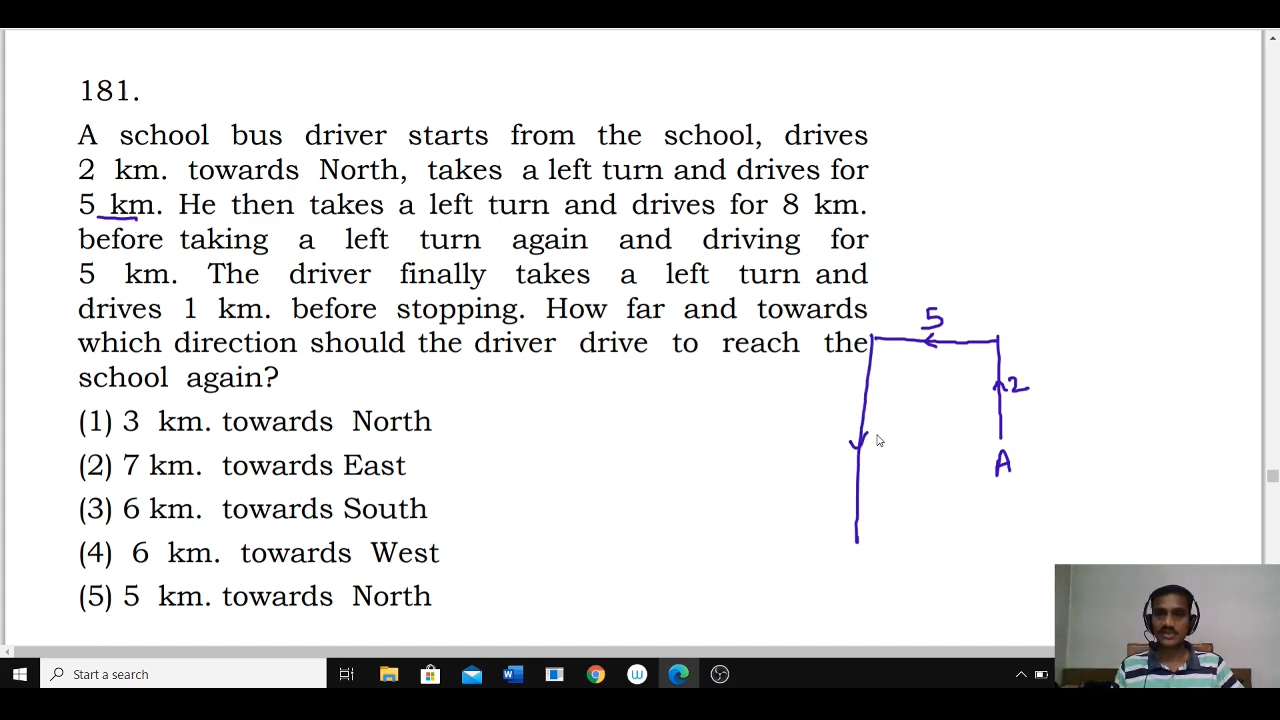 181.
A school bus driver starts from the school, drives
2 km. towards North, takes a left turn and drives for
5 km. He then takes a left turn and drives for 8 km.
before taking a left turn again and driving for
5 km. The driver finally takes a left turn and
drives 1 km. before stopping. How far and towards
which direction should the driver drive to reach the
school again?
(1) 3 km. towards North
(2) 7 km. towards East
(3) 6 km. towards South
(4) 6 km. towards West
(5) 5 km. towards North
5
2
A
Start a search